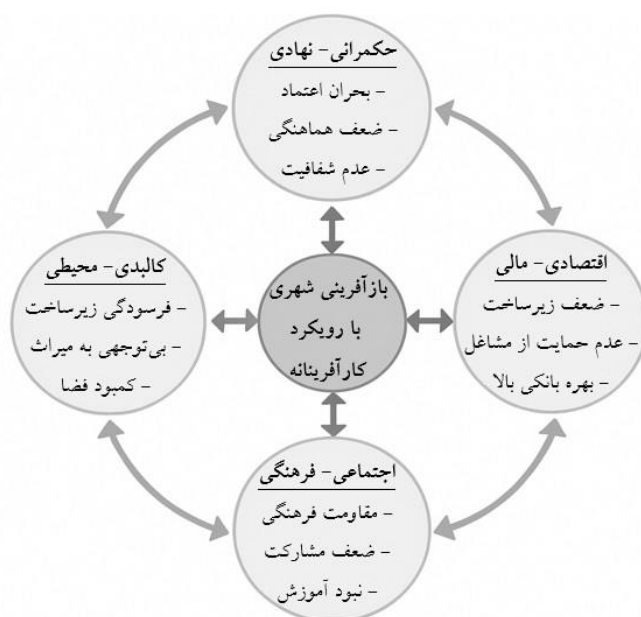 حکمرانی- نهادی
- بحران اعتماد
- ضعف هماهنگی
- عدم شفافیت
کالبدی- محیطی
- فرسودگی زیرساخت
- بی‌توجهی به میراث
- کمبود فضا
بازآفرینی شهری
با رویکرد
کارآفرینانه
اقتصادی- مالی
- ضعف زیرساخت
- عدم حمایت از مشاغل
- بهره بانکی بالا
اجتماعی- فرهنگی
- مقاومت فرهنگی
- ضعف مشارکت
- نبود آموزش